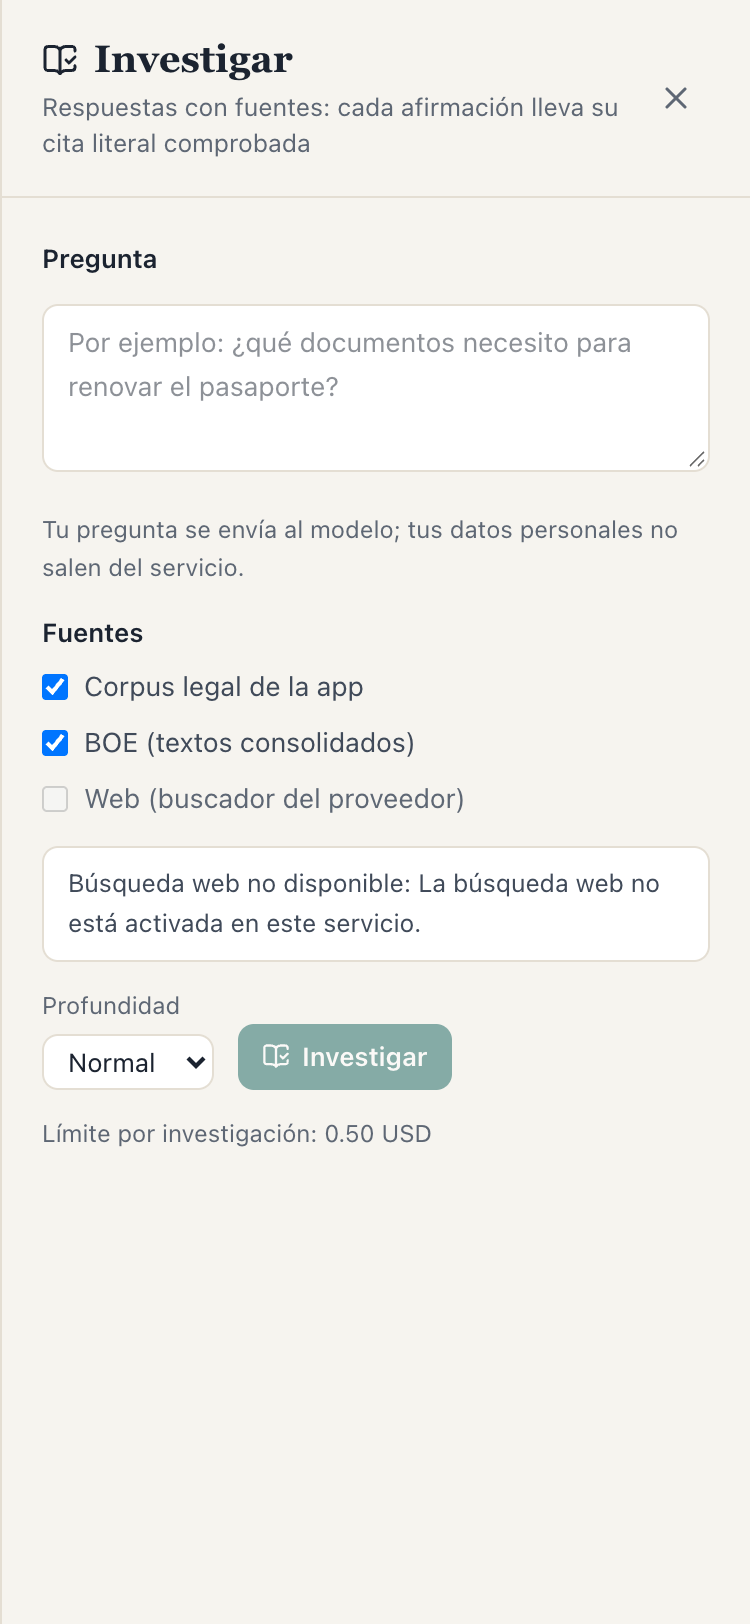 Investigar
Respuestas con fuentes: cada afirmación lleva su
cita literal comprobada
Pregunta
Por ejemplo: ¿qué documentos necesito para
renovar el pasaporte?
Tu pregunta se envía al modelo; tus datos personales no
salen del servicio.
Fuentes
Corpus legal de la app
BOE (textos consolidados)
Web (buscador del proveedor)
Búsqueda web no disponible: La búsqueda web no
está activada en este servicio.
Profundidad
Normal
Investigar
Límite por investigación: 0.50 USD